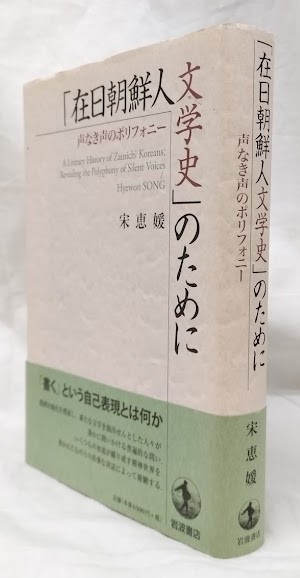 「在日朝鮮人
文学史」のために
声なき声のポリフォニー
A Literary History of Zainichi Koreans:
Revealing the Polyphony of Silent Voices
Hyewon SONG
宋恵媛
「書く」という自己表現とは何か
岩波書店
「在日朝鮮人文学史」のために
声なき声のポリフォニー
宋恵媛
岩波書店